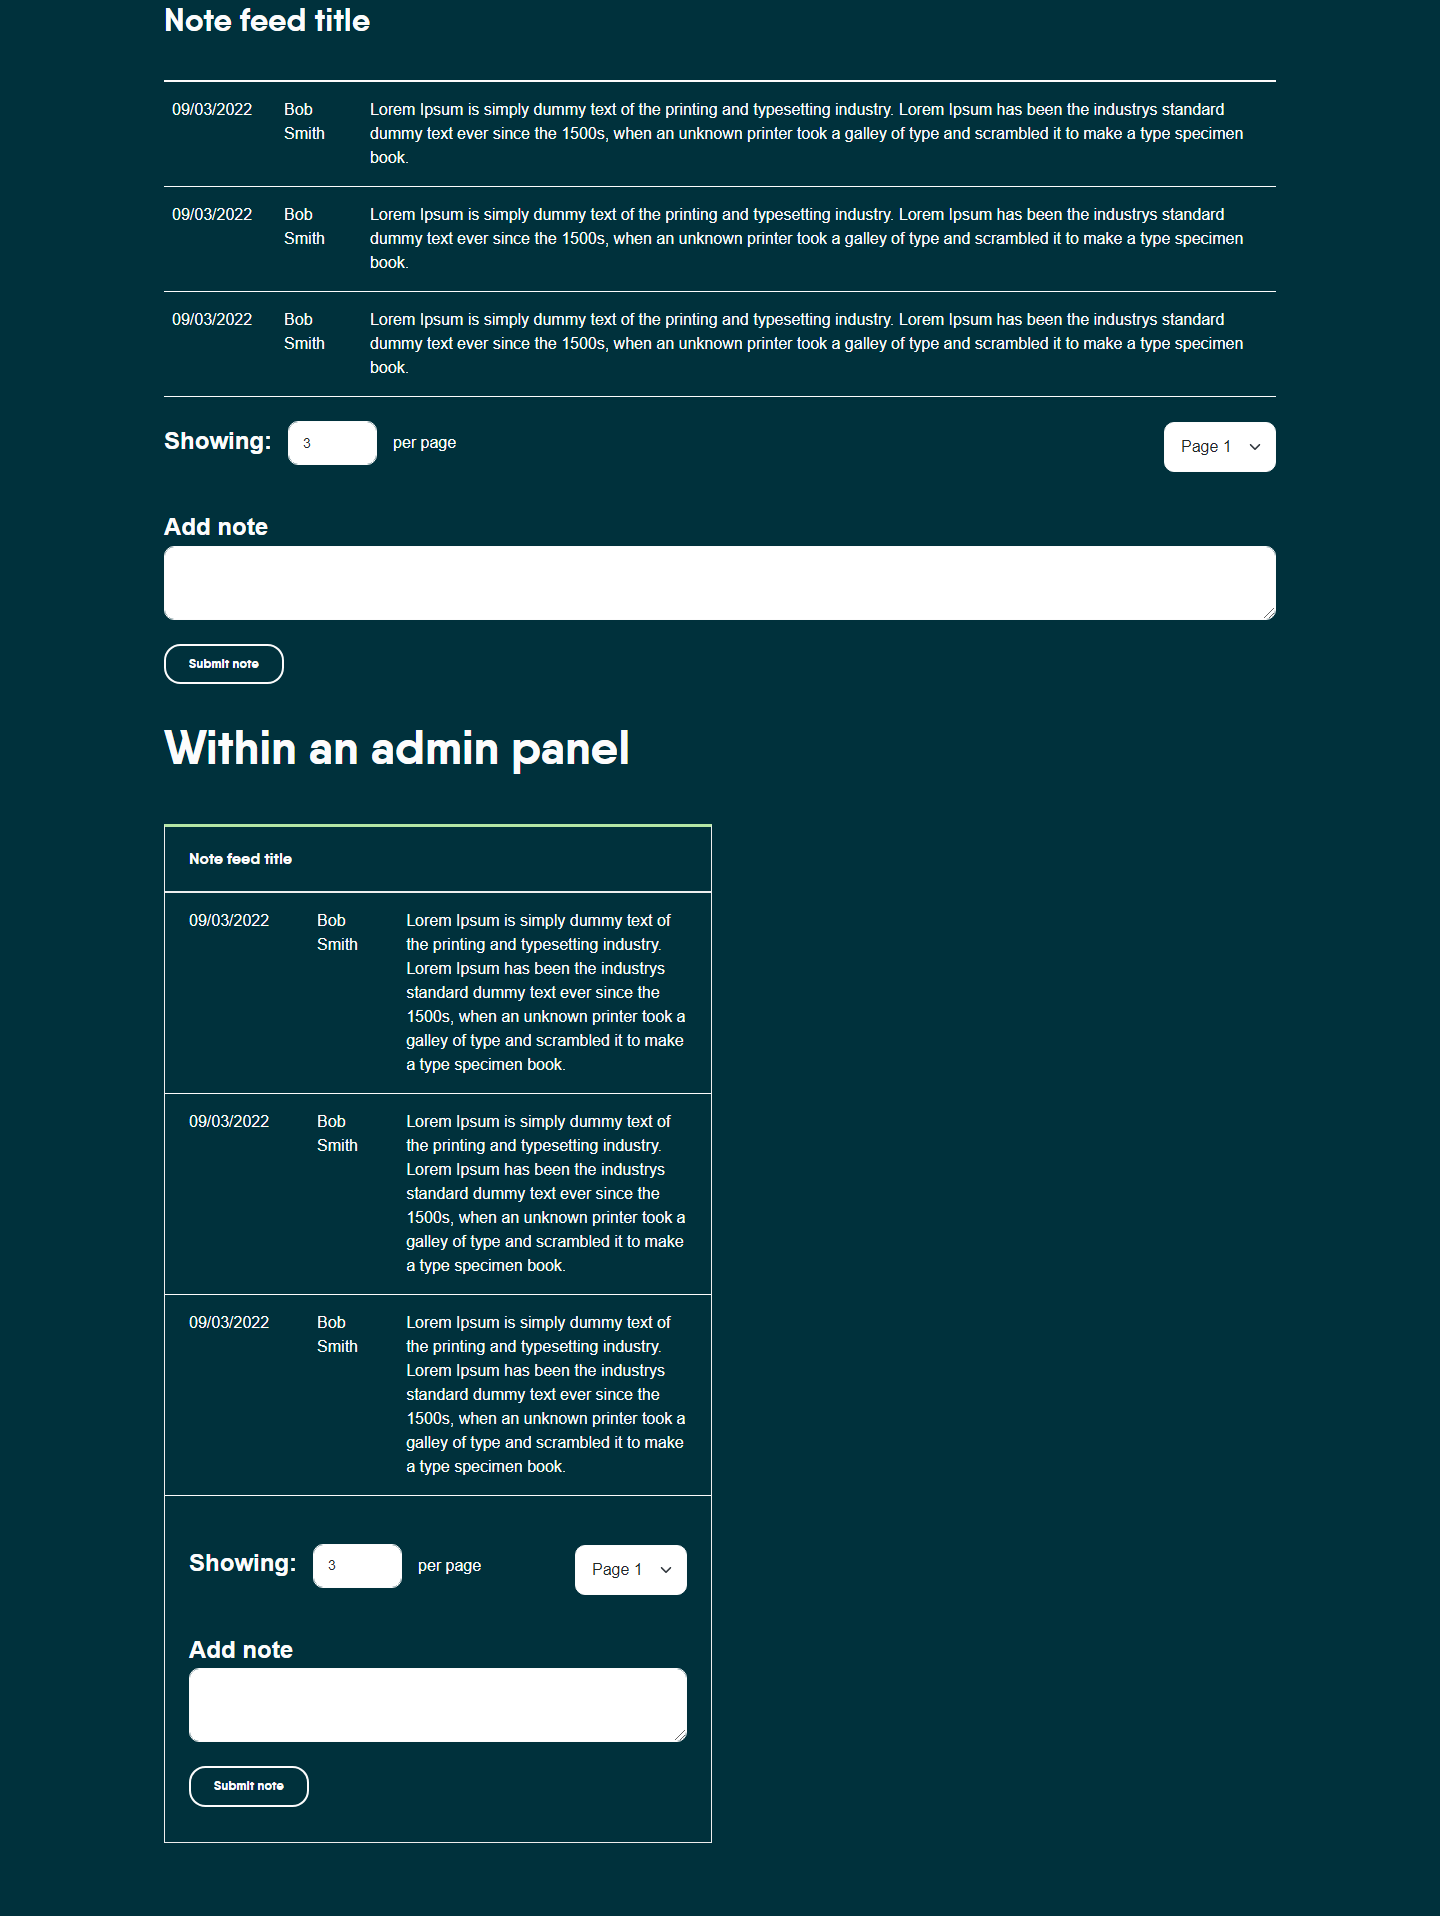 Note feed title
09/03/2022 Bob Lorem Ipsum is simply dummy text of the printing and typesetting industry. Lorem Ipsum has been the industrys standard
Smith dummy text ever since the 1500s, when an unknown printer took a galley of type and scrambled it to make a type specimen
book.
09/03/2022 Bob Lorem Ipsum is simply dummy text of the printing and typesetting industry. Lorem Ipsum has been the industrys standard
Smith dummy text ever since the 1500s, when an unknown printer took a galley of type and scrambled it to make a type specimen
book.
09/03/2022 Bob Lorem Ipsum is simply dummy text of the printing and typesetting industry. Lorem Ipsum has been the industrys standard
Smith dummy text ever since the 1500s, when an unknown printer took a galley of type and scrambled it to make a type specimen
book.
Showing: 3 per page Page 1
Add note
Submit note
Within an admin panel
Note feed title
09/03/2022 Bob Lorem Ipsum is simply dummy text of
Smith the printing and typesetting industry.
Lorem Ipsum has been the industrys
standard dummy text ever since the
1500s, when an unknown printer took a
galley of type and scrambled it to make
a type specimen book.
09/03/2022 Bob Lorem Ipsum is simply dummy text of
Smith the printing and typesetting industry.
Lorem Ipsum has been the industrys
standard dummy text ever since the
1500s, when an unknown printer took a
galley of type and scrambled it to make
a type specimen book.
09/03/2022 Bob Lorem Ipsum is simply dummy text of
Smith the printing and typesetting industry.
Lorem Ipsum has been the industrys
standard dummy text ever since the
1500s, when an unknown printer took a
galley of type and scrambled it to make
a type specimen book.
Showing: 3 per page Page 1
Add note
Submit note